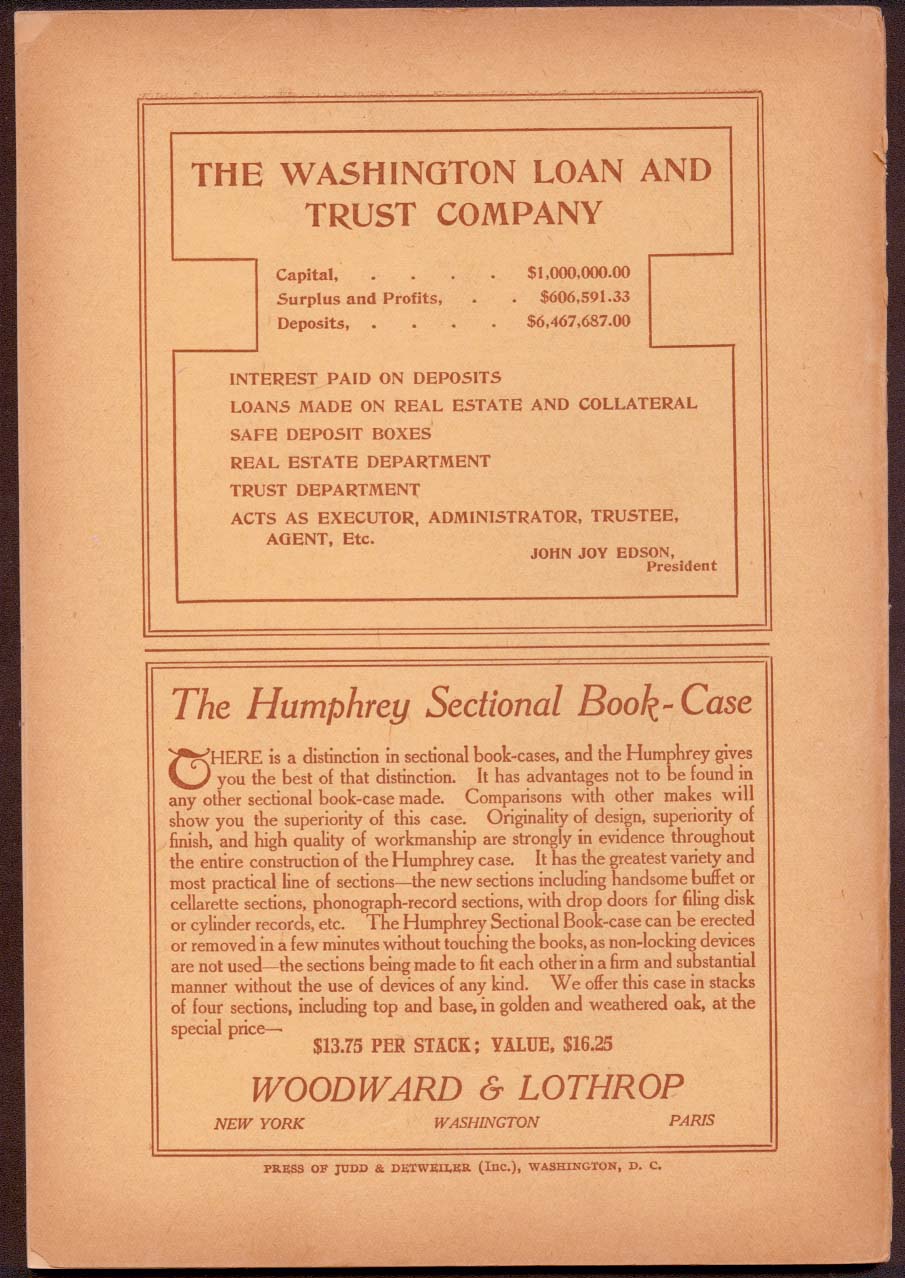 THE WASHINGTON LOAN AND
TRUST COMPANY
Capital, . . . . $1,000,000.00
Surplus and Profits, . . $606,591.33
Deposits, . . . . $6,467,687.00
INTEREST PAID ON DEPOSITS
LOANS MADE ON REAL ESTATE AND COLLATERAL
SAFE DEPOSIT BOXES
REAL ESTATE DEPARTMENT
TRUST DEPARTMENT
ACTS AS EXECUTOR, ADMINISTRATOR, TRUSTEE,
AGENT, Etc.
JOHN JOY EDSON,
President
The Humphrey Sectional Book-Case
THERE is a distinction in sectional book-cases, and the Humphrey gives
you the best of that distinction. It has advantages not to be found in
any other sectional book-case made. Comparisons with other makes will
show you the superiority of this case. Originality of design, superiority of
finish, and high quality of workmanship are strongly in evidence throughout
the entire construction of the Humphrey case. It has the greatest variety and
most practical line of sections—the new sections including handsome buffet or
cellarette sections, phonograph-record sections, with drop doors for filing disk
or cylinder records, etc. The Humphrey Sectional Book-case can be erected
or removed in a few minutes without touching the books, as non-locking devices
are not used—the sections being made to fit each other in a firm and substantial
manner without the use of devices of any kind. We offer this case in stacks
of four sections, including top and base, in golden and weathered oak, at the
special price—
$13.75 PER STACK; VALUE, $16.25
WOODWARD & LOTHROP
NEW YORK WASHINGTON PARIS
PRESS OF JUDD & DETWEILER (Inc.), WASHINGTON, D. C.